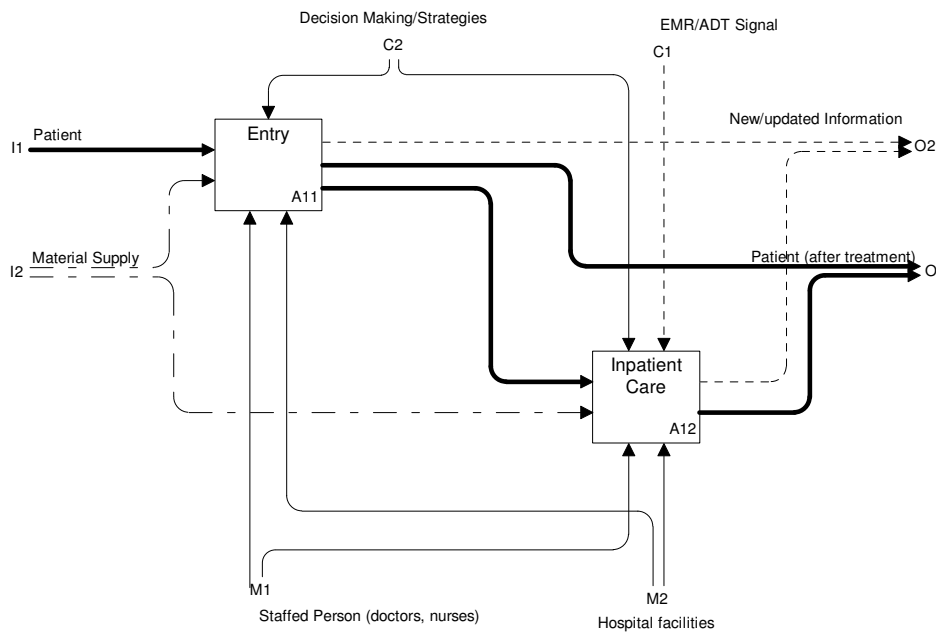 Decision Making/Strategies
C2
EMR/ADT Signal
C1
I1
Patient
Entry
A11
New/updated Information
O2
I2
Material Supply
Patient (after treatment)
O
Inpatient
Care
A12
M1
Staffed Person (doctors, nurses)
M2
Hospital facilities